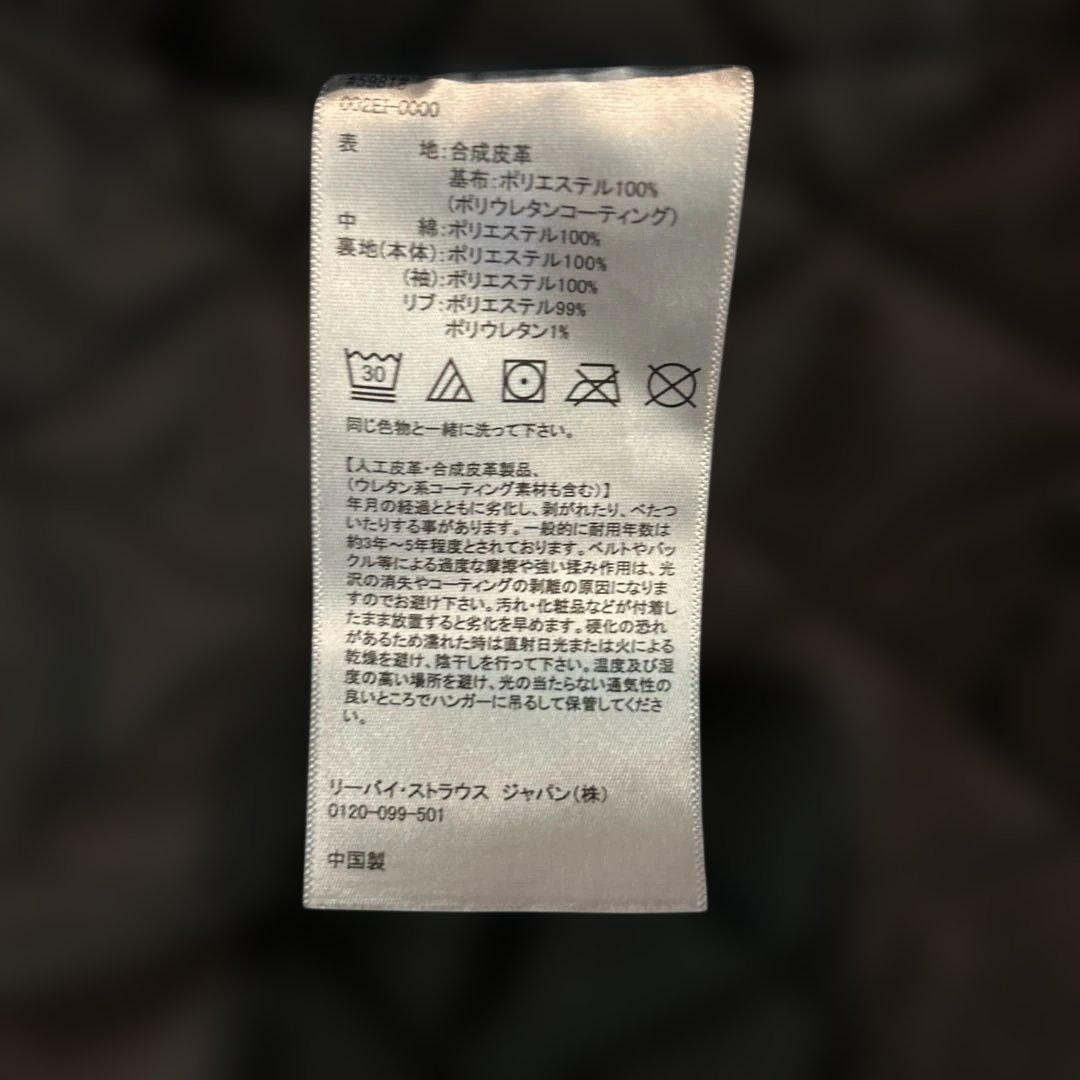 002EI-0000
表 地:合成皮革
基布:ポリエステル100%
(ポリウレタンコーティング)
中 綿:ポリエステル100%
裏地(本体):ポリエステル100%
(袖):ポリエステル100%
リブ:ポリエステル99%
ポリウレタン1%
30
同じ色物と一緒に洗って下さい。
【人工皮革・合成皮革製品、
(ウレタン系コーティング素材も含む)】
年月の経過とともに劣化し、剥がれたり、べたつ
いたりする事があります。一般的に耐用年数は
約3年～5年程度とされております。ベルトやバッ
クル等による過度な摩擦や強い揉み作用は、光
沢の消失やコーティングの剥離の原因になりま
すのでお避け下さい。汚れ・化粧品などが付着し
たまま放置すると劣化を早めます。硬化の恐れ
があるため濡れた時は直射日光または火による
乾燥を避け、陰干しを行って下さい。温度及び湿
度の高い場所を避け、光の当たらない通気性の
良いところでハンガーに吊るして保管してくださ
い。
リーバイ・ストラウス ジャパン(株)
0120-099-501
中国製